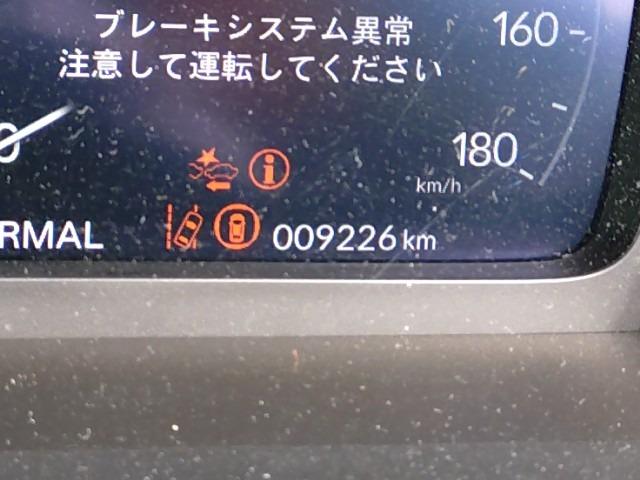 ブレーキシステム異常
注意して運転してください
160
180
km/h
RMAL
009226 km